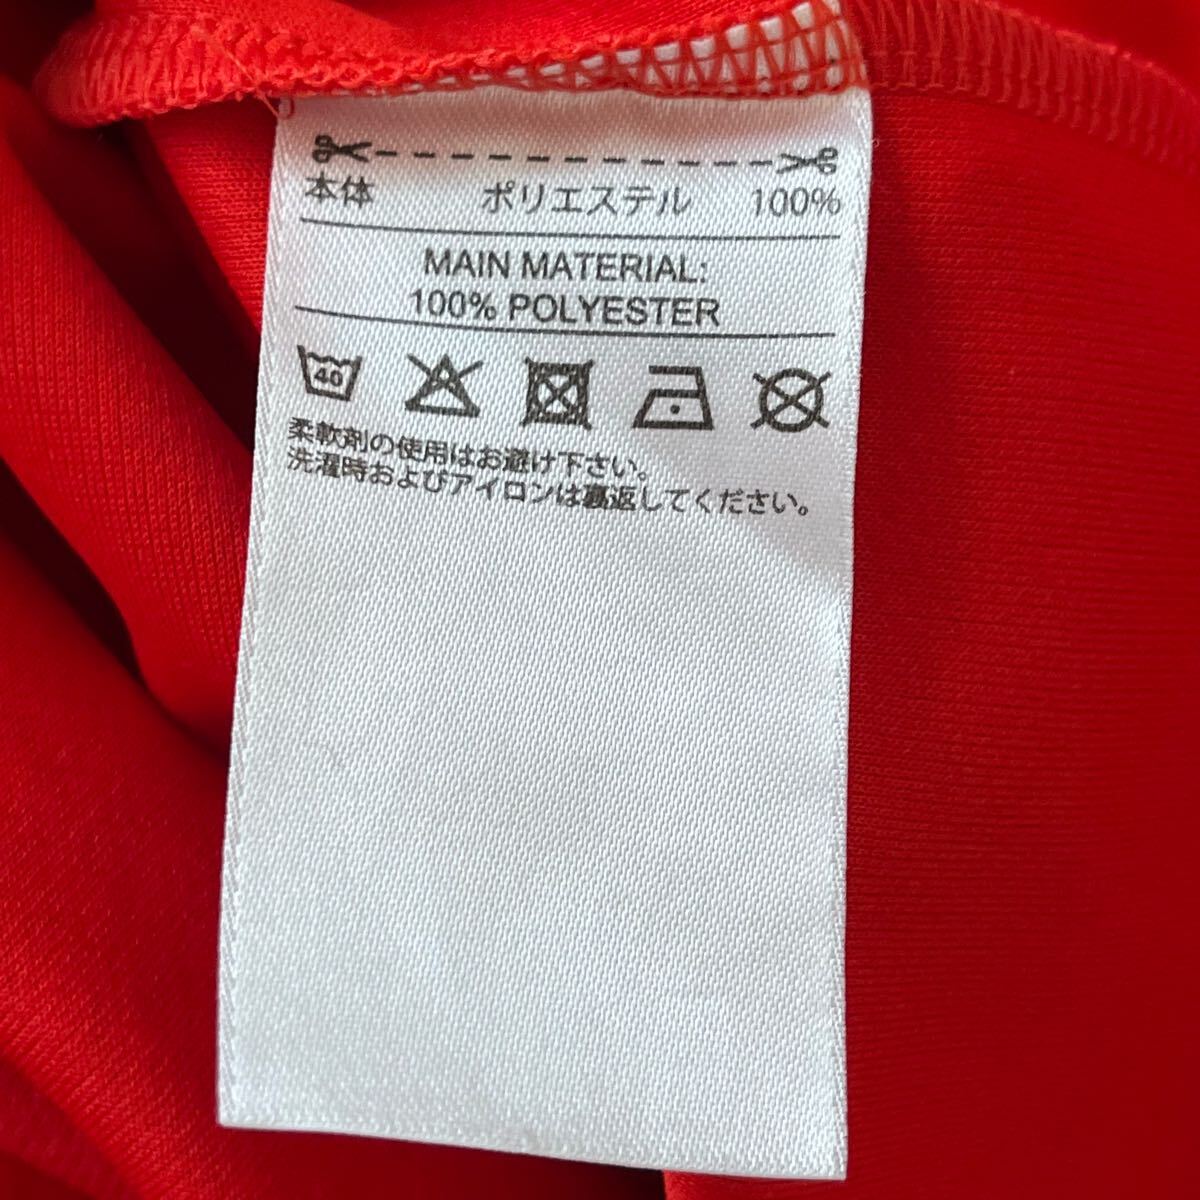 本体 ポリエステル 100%
MAIN MATERIAL:
100% POLYESTER
40
柔軟剤の使用はお避け下さい。
洗濯時およびアイロンは裏返してください。